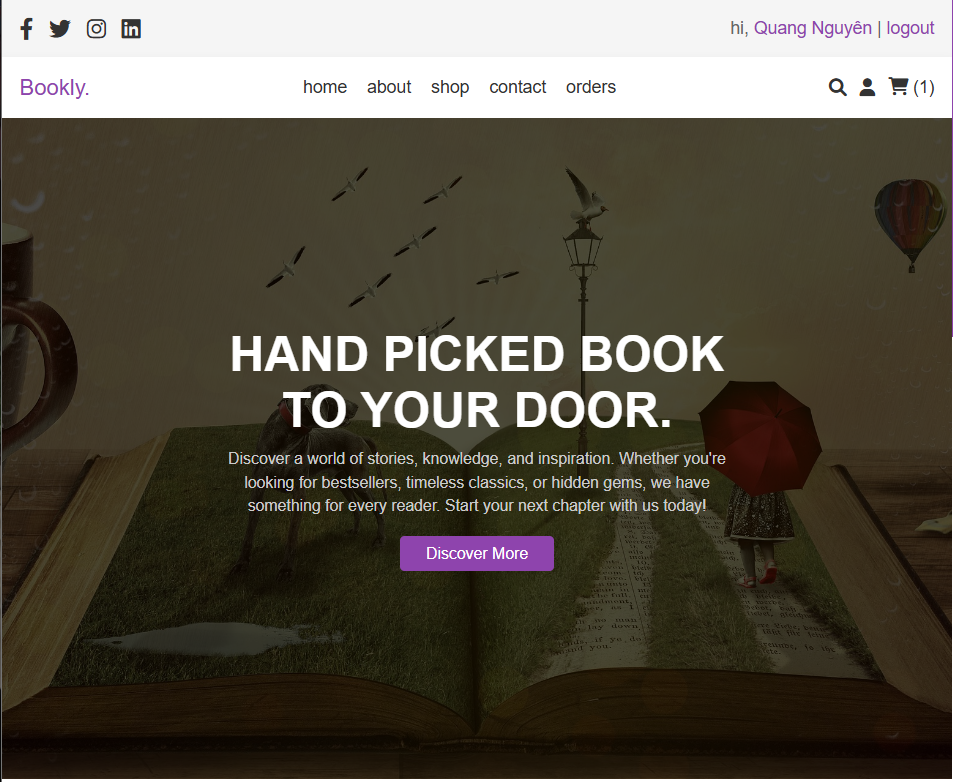 hi, Quang Nguyên | logout
Bookly.
home about shop contact orders
(1)
HAND PICKED BOOK
TO YOUR DOOR.
Discover a world of stories, knowledge, and inspiration. Whether you're
looking for bestsellers, timeless classics, or hidden gems, we have
something for every reader. Start your next chapter with us today!
Discover More